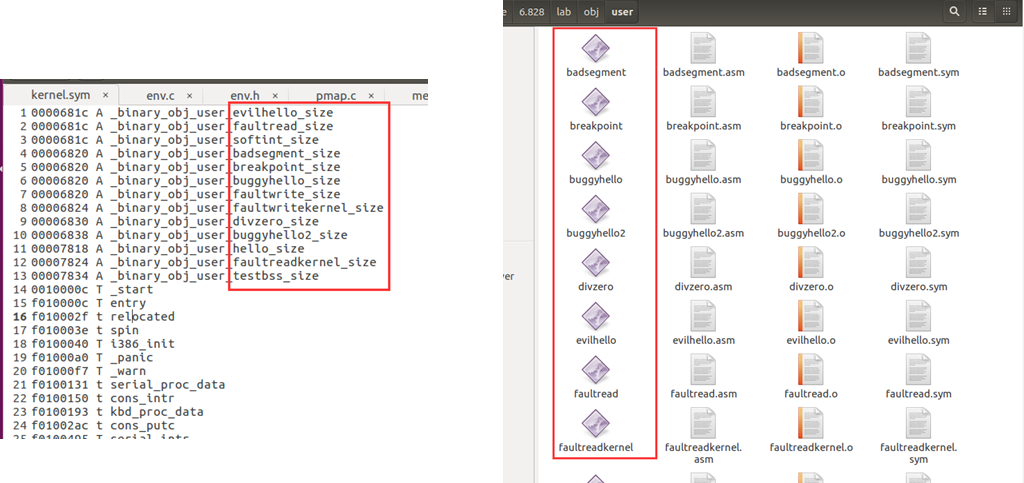 kernel.sym × env.c × env.h × pmap.c × me
1 0000681c A _binary_obj_user_evilhello_size
2 0000681c A _binary_obj_user_faultread_size
3 0000681c A _binary_obj_user_softint_size
4 00006820 A _binary_obj_user_badsegment_size
5 00006820 A _binary_obj_user_breakpoint_size
6 00006820 A _binary_obj_user_buggyhello_size
7 00006820 A _binary_obj_user_faultwrite_size
8 00006824 A _binary_obj_user_faultwritekernel_size
9 00006830 A _binary_obj_user_divzero_size
10 00006838 A _binary_obj_user_buggyhello2_size
11 00007818 A _binary_obj_user_hello_size
12 00007824 A _binary_obj_user_faultreadkernel_size
13 00007834 A _binary_obj_user_testbss_size
14 0010000c T _start
15 f010000c T entry
16 f010002f t relocated
17 f010003e t spin
18 f0100040 T i386_init
19 f01000a0 T _panic
20 f01000f7 T _warn
21 f0100131 t serial_proc_data
22 f0100150 t cons_intr
23 f0100193 t kbd_proc_data
24 f01002ac t cons_putc
25 f0100495 T serial_intr
e 6.828 lab obj user
badsegment badsegment.asm badsegment.o badsegment.sym
breakpoint breakpoint.asm breakpoint.o breakpoint.sym
buggyhello buggyhello.asm buggyhello.o buggyhello.sym
buggyhello2 buggyhello2.asm buggyhello2.o buggyhello2.sym
ver
divzero divzero.asm divzero.o divzero.sym
evilhello evilhello.asm evilhello.o evilhello.sym
faultread faultread.asm faultread.o faultread.sym
faultreadkernel faultreadkernel.asm faultreadkernel.o faultreadkernel.sym